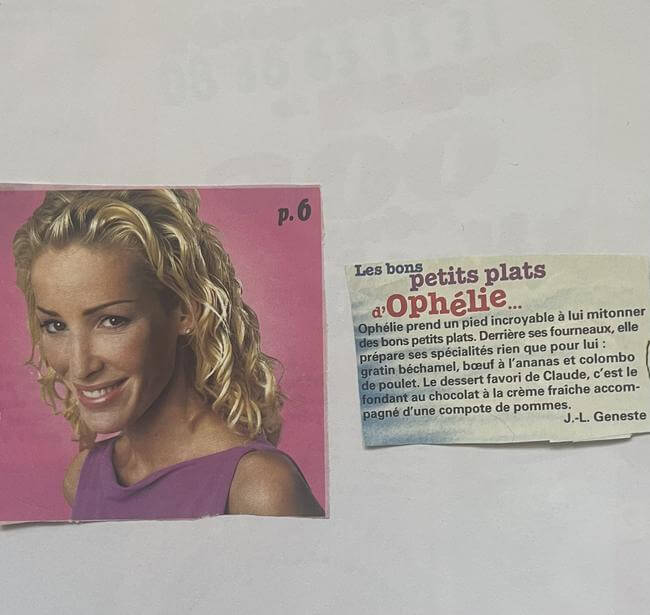 p.6
Les bons
petits plats
d'Ophélie...
Ophélie prend un pied incroyable à lui mitonner
des bons petits plats. Derrière ses fourneaux, elle
prépare ses spécialités rien que pour lui :
gratin béchamel, bœuf à l'ananas et colombo
de poulet. Le dessert favori de Claude, c'est le
fondant au chocolat à la crème fraîche accom-
pagné d'une compote de pommes.
J.-L. Geneste